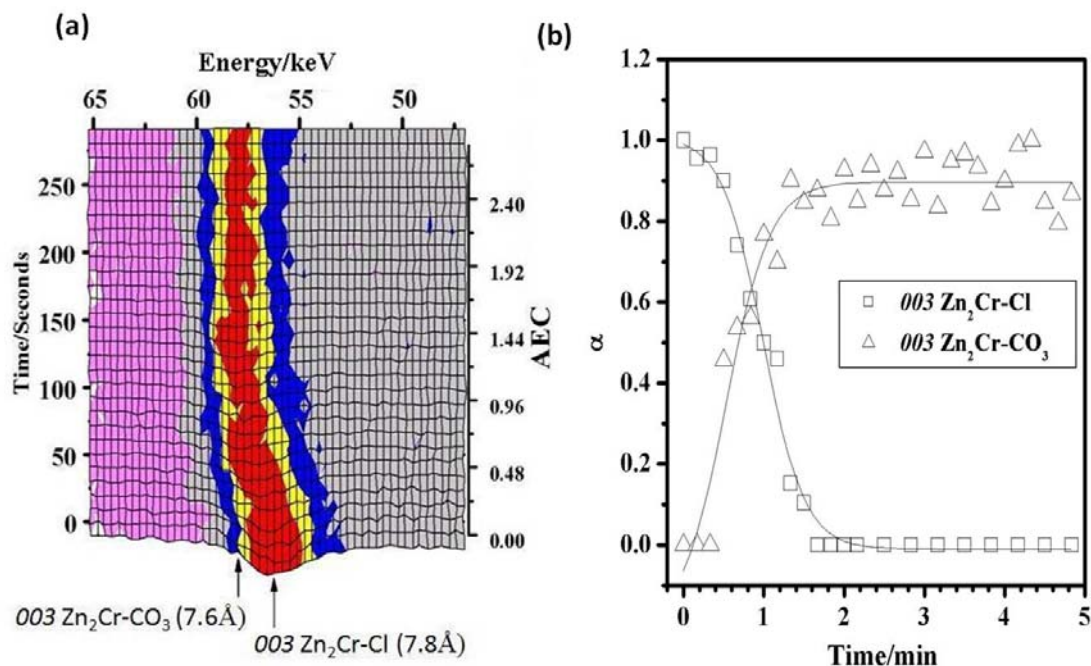 (a)
Energy/keV
65 60 55 50
Time/Seconds
250
200
150
100
50
0
AEC
2.40
1.92
1.44
0.96
0.48
0.00
003 Zn₂Cr-CO₃ (7.6Å)
003 Zn₂Cr-Cl (7.8Å)
(b)
α
1.2
1.0
0.8
0.6
0.4
0.2
0.0
003 Zn₂Cr-Cl
003 Zn₂Cr-CO₃
0 1 2 3 4 5
Time/min